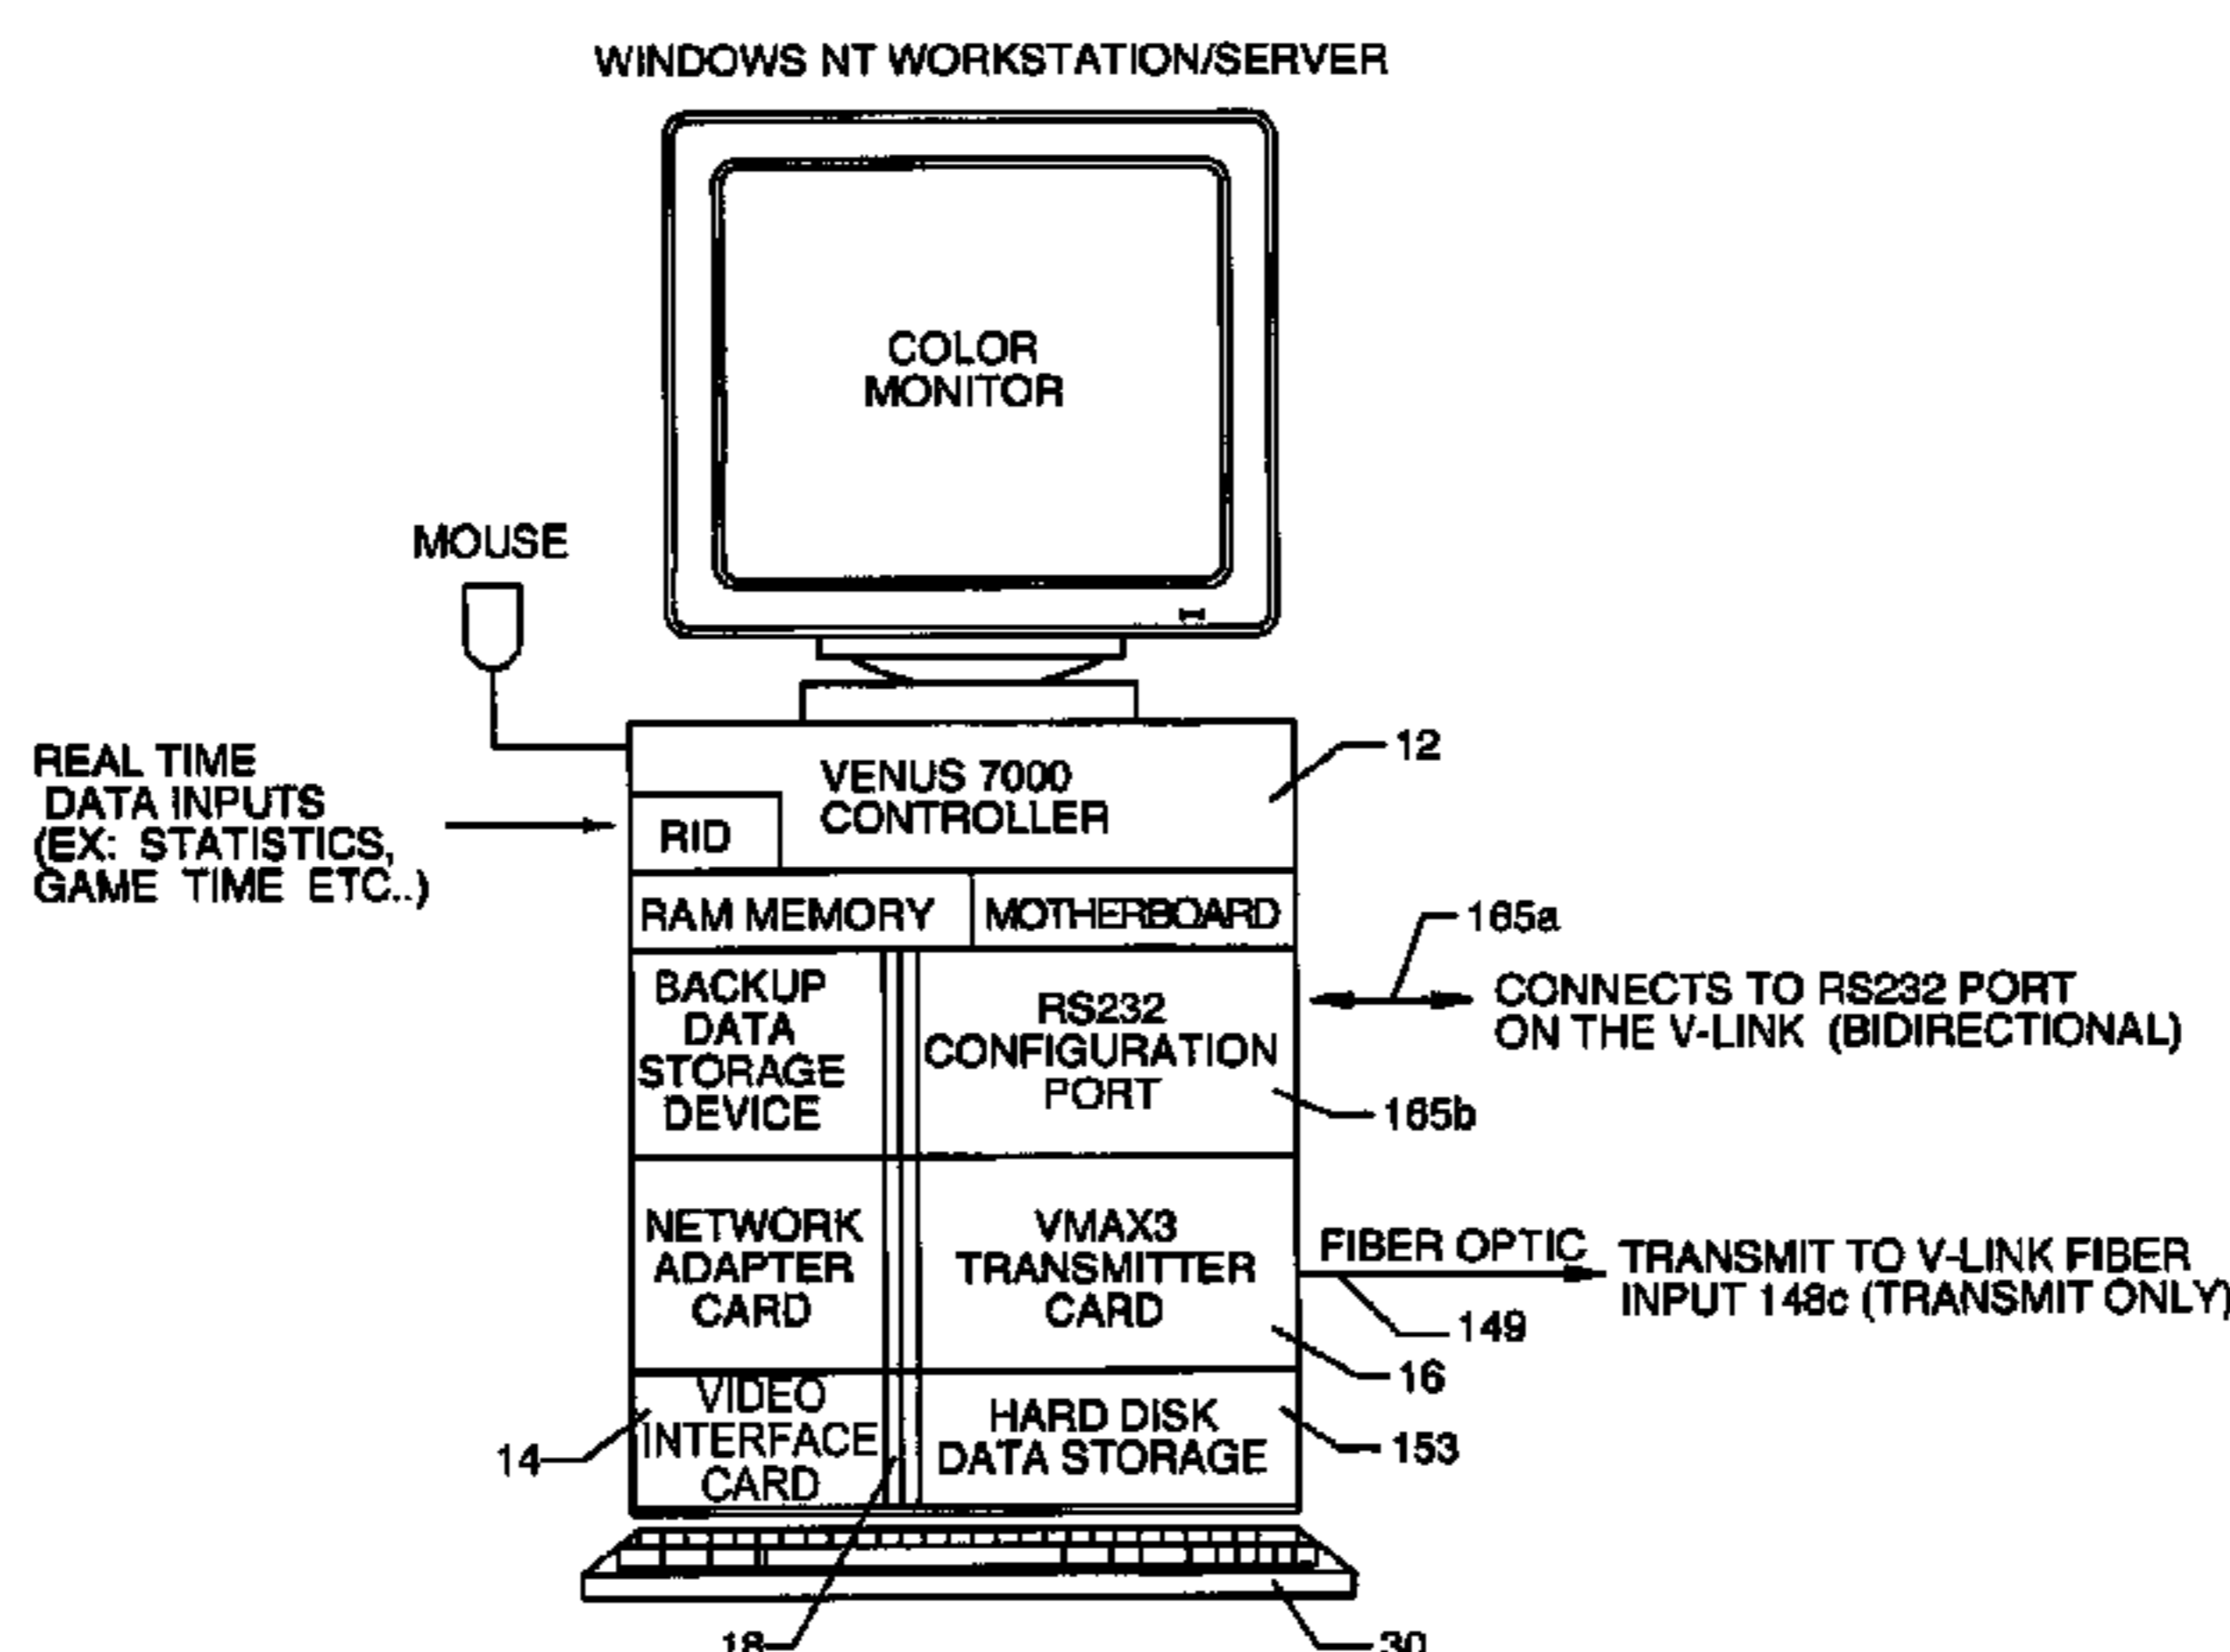 WINDOWS NT WORKSTATION/SERVER
COLOR
MONITOR
MOUSE
REAL TIME
DATA INPUTS
(EX: STATISTICS,
GAME TIME ETC..)
VENUS 7000
CONTROLLER
12
RID
RAM MEMORY
MOTHERBOARD
BACKUP
DATA
STORAGE
DEVICE
RS232
CONFIGURATION
PORT
165a
CONNECTS TO RS232 PORT
ON THE V-LINK (BIDIRECTIONAL)
165b
NETWORK
ADAPTER
CARD
VMAX3
TRANSMITTER
CARD
FIBER OPTIC
TRANSMIT TO V-LINK FIBER
INPUT 148c (TRANSMIT ONLY)
149
16
14
VIDEO
INTERFACE
CARD
HARD DISK
DATA STORAGE
153
18
30